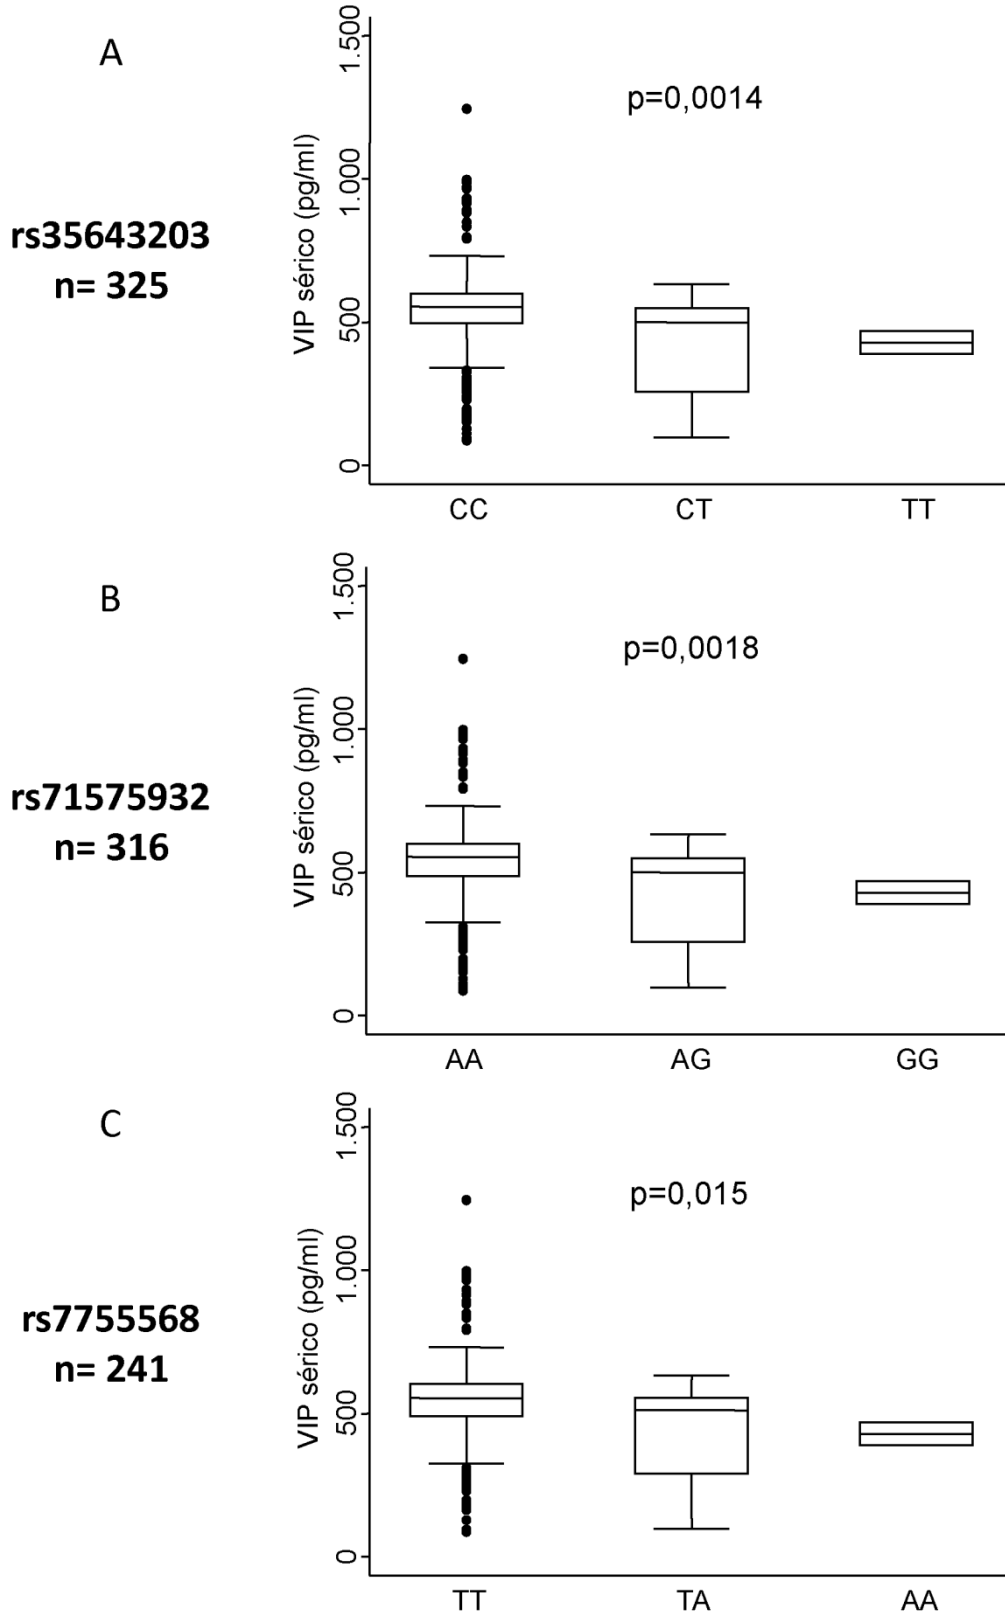 A
rs35643203
n= 325
p=0,0014
VIP sérico (pg/ml)
1.500
1.000
500
0
CC CT TT
B
rs71575932
n= 316
p=0,0018
VIP sérico (pg/ml)
1.500
1.000
500
0
AA AG GG
C
rs7755568
n= 241
p=0,015
VIP sérico (pg/ml)
1.500
1.000
500
0
TT TA AA